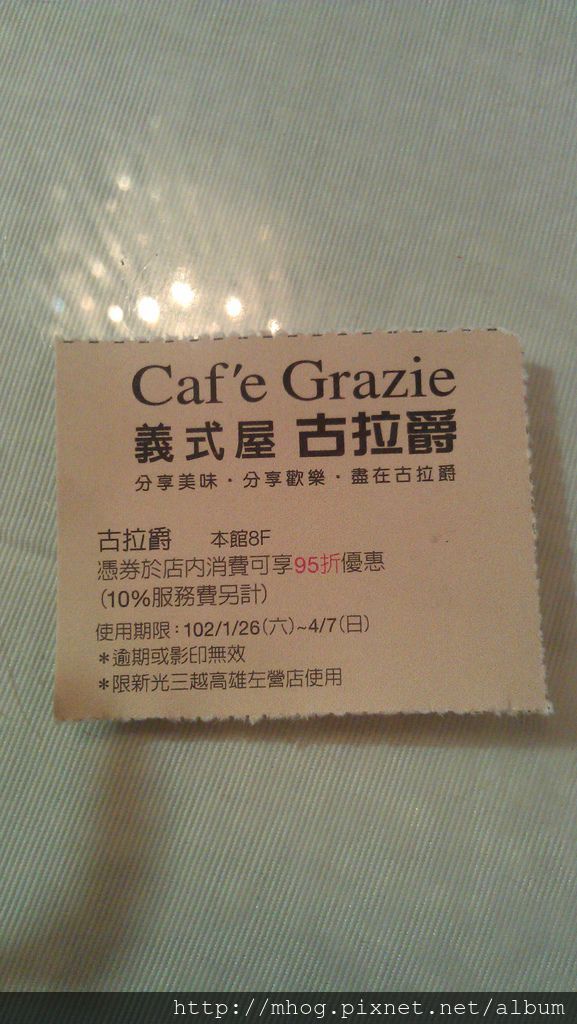 Caf'e Grazie
義式屋 古拉爵
分享美味・分享歡樂・盡在古拉爵
古拉爵 本館8F
憑券於店內消費可享95折優惠
(10%服務費另計)
使用期限：102/1/26(六)~4/7(日)
＊逾期或影印無效
＊限新光三越高雄左營店使用
http://mhog.pixnet.net/album